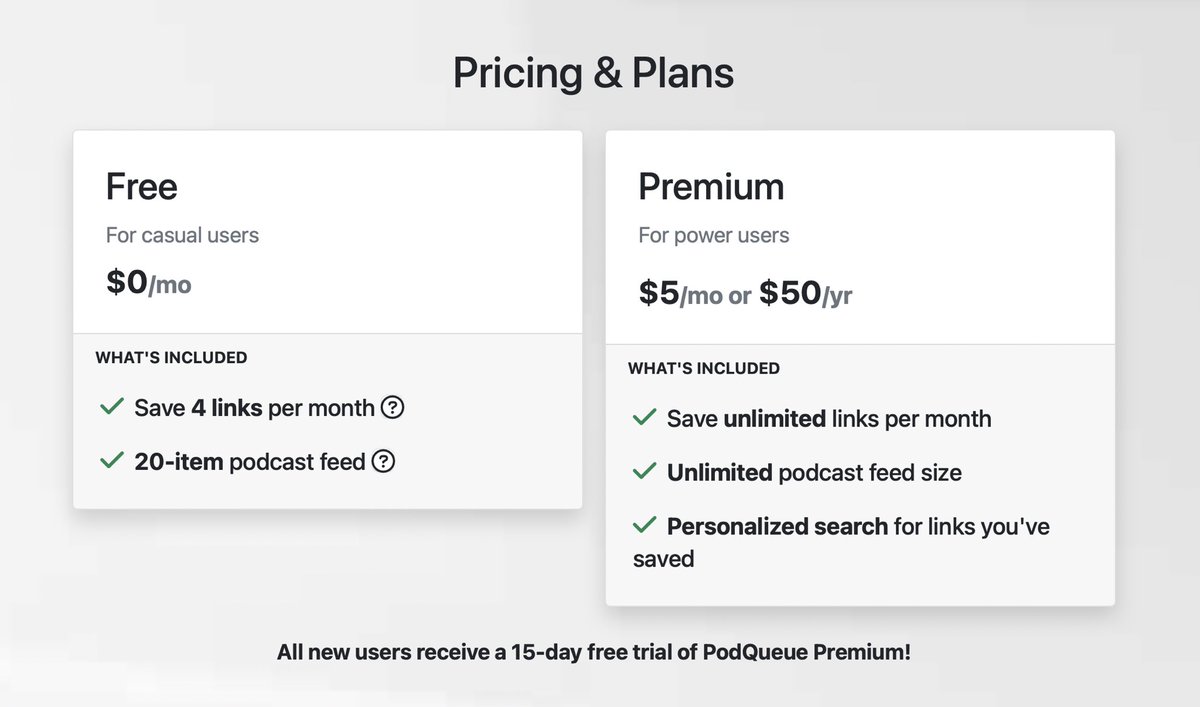 Pricing & Plans
Free
For casual users
$0/mo
WHAT'S INCLUDED
Save 4 links per month
20-item podcast feed
Premium
For power users
$5/mo or $50/yr
WHAT'S INCLUDED
Save unlimited links per month
Unlimited podcast feed size
Personalized search for links you've
saved
All new users receive a 15-day free trial of PodQueue Premium!